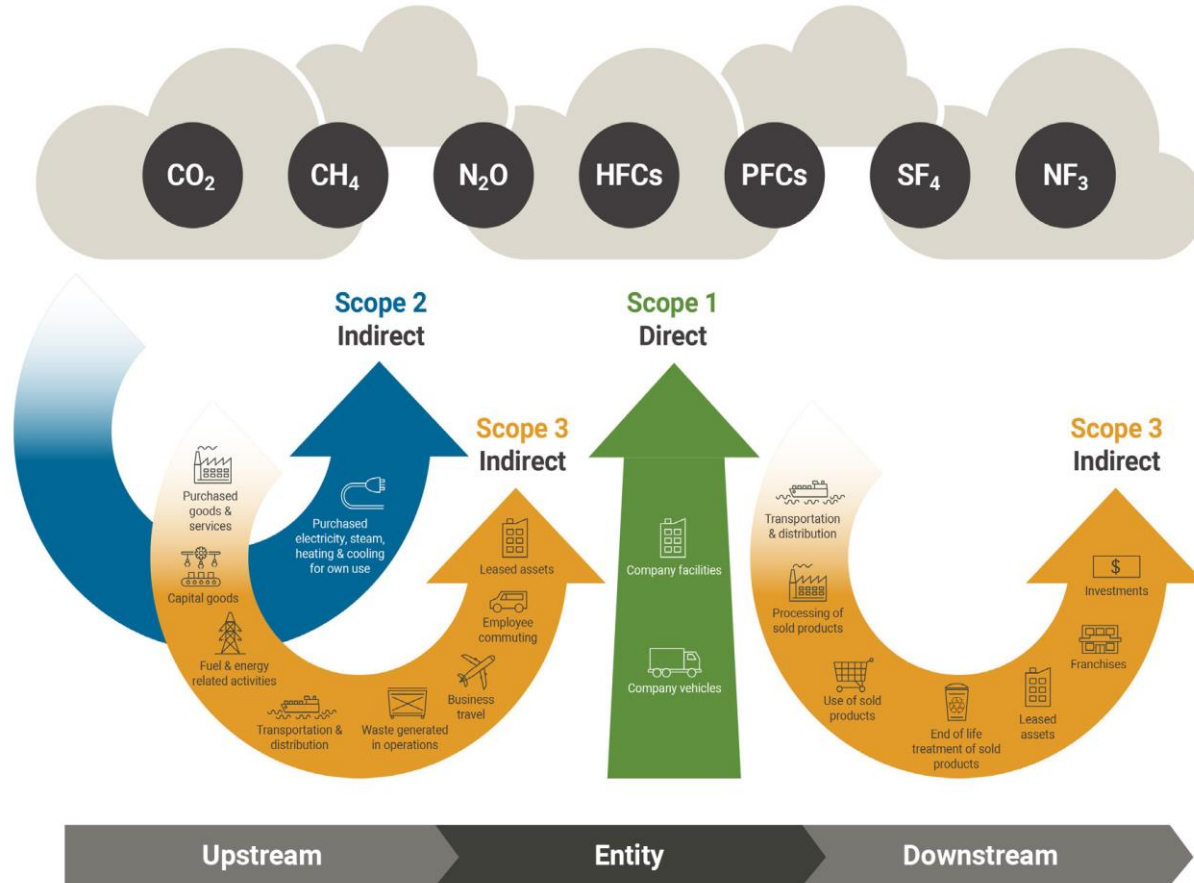 CO₂
CH₄
N₂O
HFCs
PFCs
SF₄
NF₃
Scope 2
Indirect
Purchased
electricity, steam,
heating & cooling
for own use
Scope 3
Indirect
Purchased
goods &
services
Capital goods
Fuel & energy
related activities
Transportation &
distribution
Waste generated
in operations
Business
travel
Employee
commuting
Leased assets
Scope 1
Direct
Company facilities
Company vehicles
Scope 3
Indirect
Transportation
& distribution
Processing of
sold products
Use of sold
products
End of life
treatment of sold
products
Leased
assets
Franchises
$
Investments
Upstream
Entity
Downstream